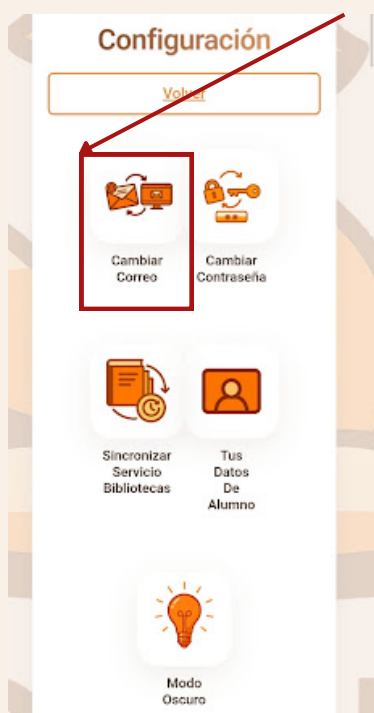 Configuración
Volver
Cambiar
Correo
Cambiar
Contraseña
Sincronizar
Servicio
Bibliotecas
Tus
Datos
De
Alumno
Modo
Oscuro